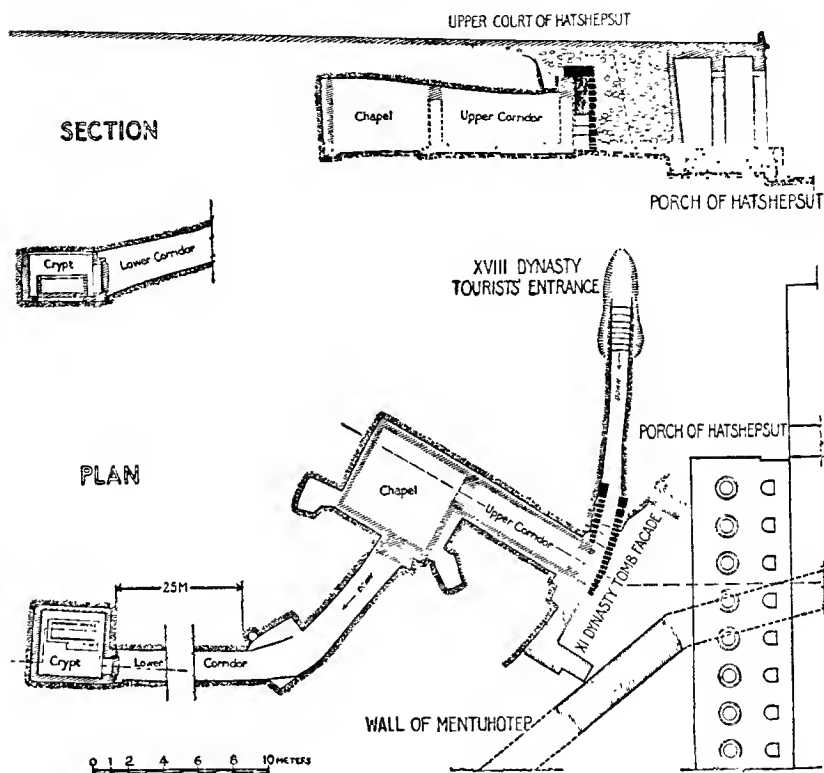 UPPER COURT OF HATSHEPSUT
Chapel
Upper Corridor
SECTION
PORCH OF HATSHEPSUT
Crypt
Lower Corridor
XVIII DYNASTY
TOURISTS' ENTRANCE
DOWN
PORCH OF HATSHEPSUT
PLAN
Chapel
Upper Corridor
DOWN
25M
XI DYNASTY TOMB FACADE
Crypt
Lower Corridor
WALL OF MENTUHOTEP
0 1 2 4 6 8 10 METERS